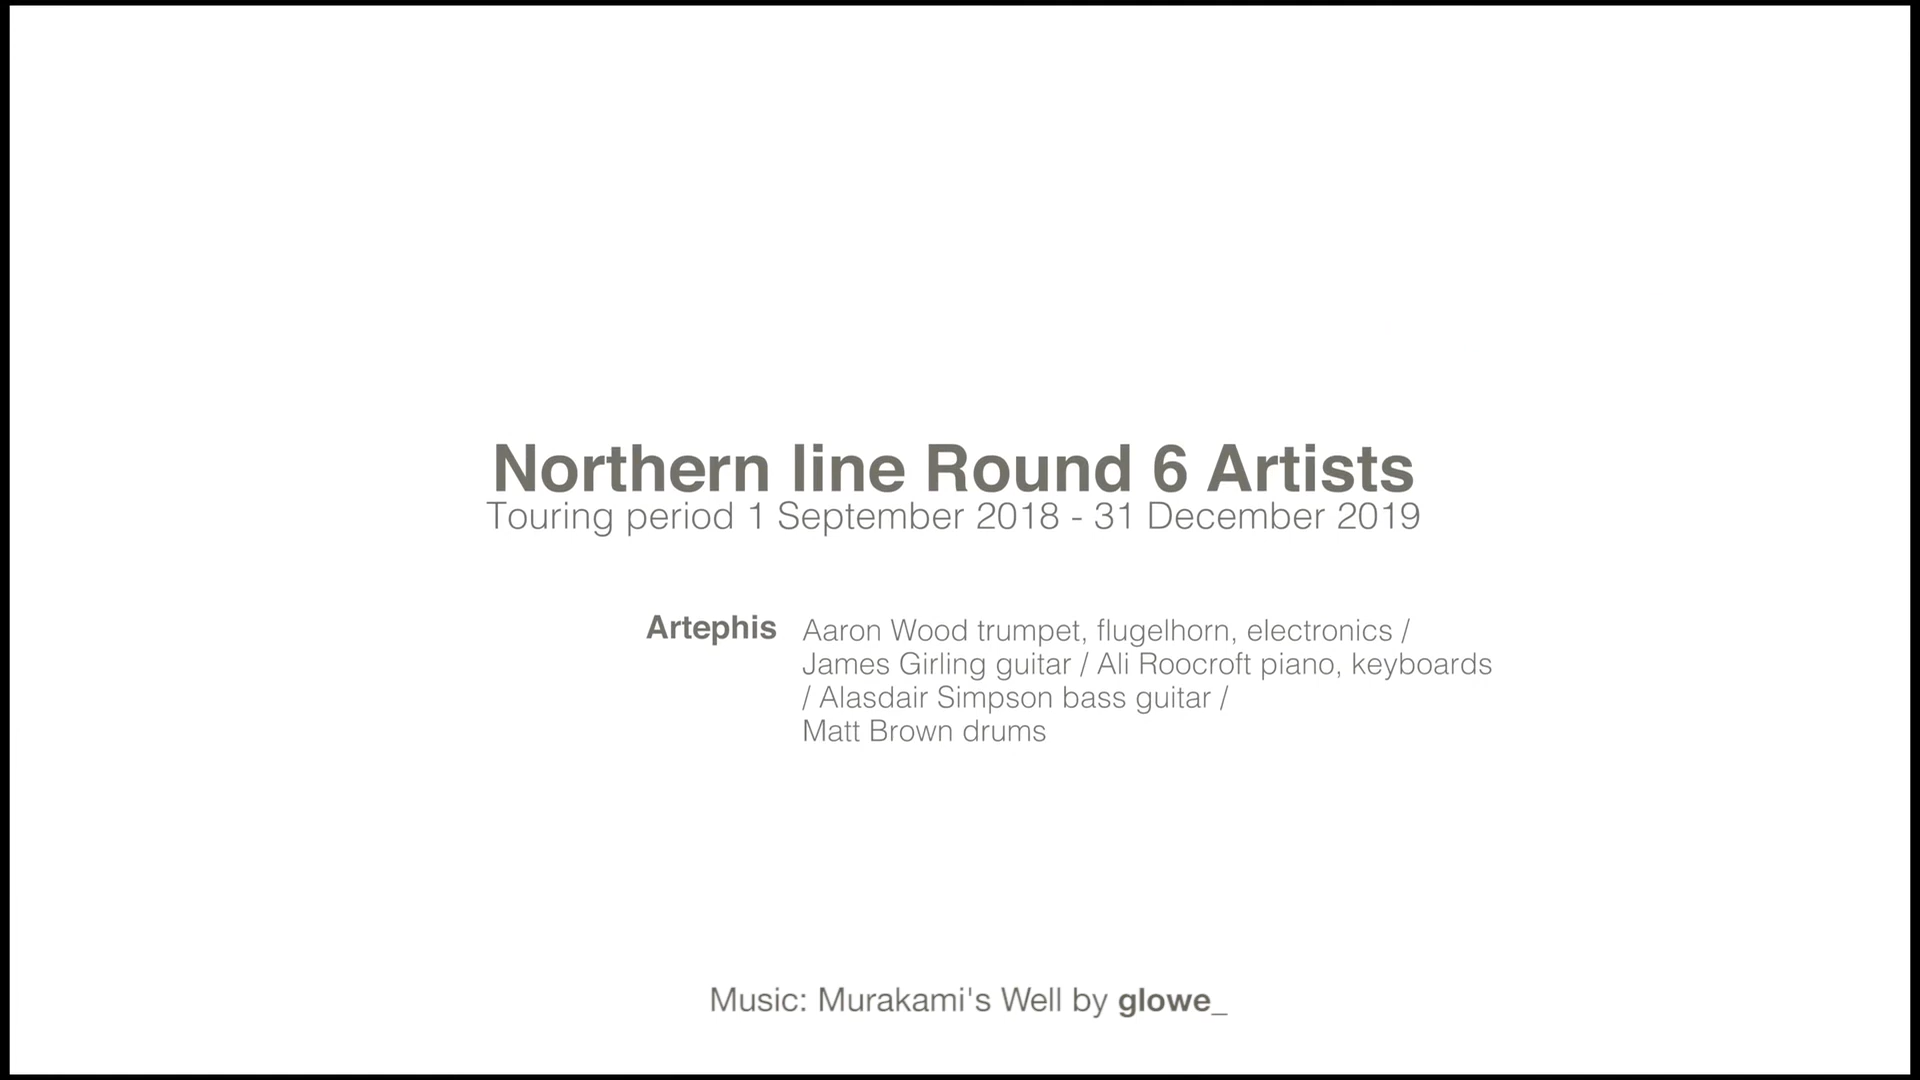 Northern line Round 6 Artists
Touring period 1 September 2018 - 31 December 2019
Artephis Aaron Wood trumpet, flugelhorn, electronics /
James Girling guitar / Ali Roocroft piano, keyboards
/ Alasdair Simpson bass guitar /
Matt Brown drums
Music: Murakami's Well by glowe_